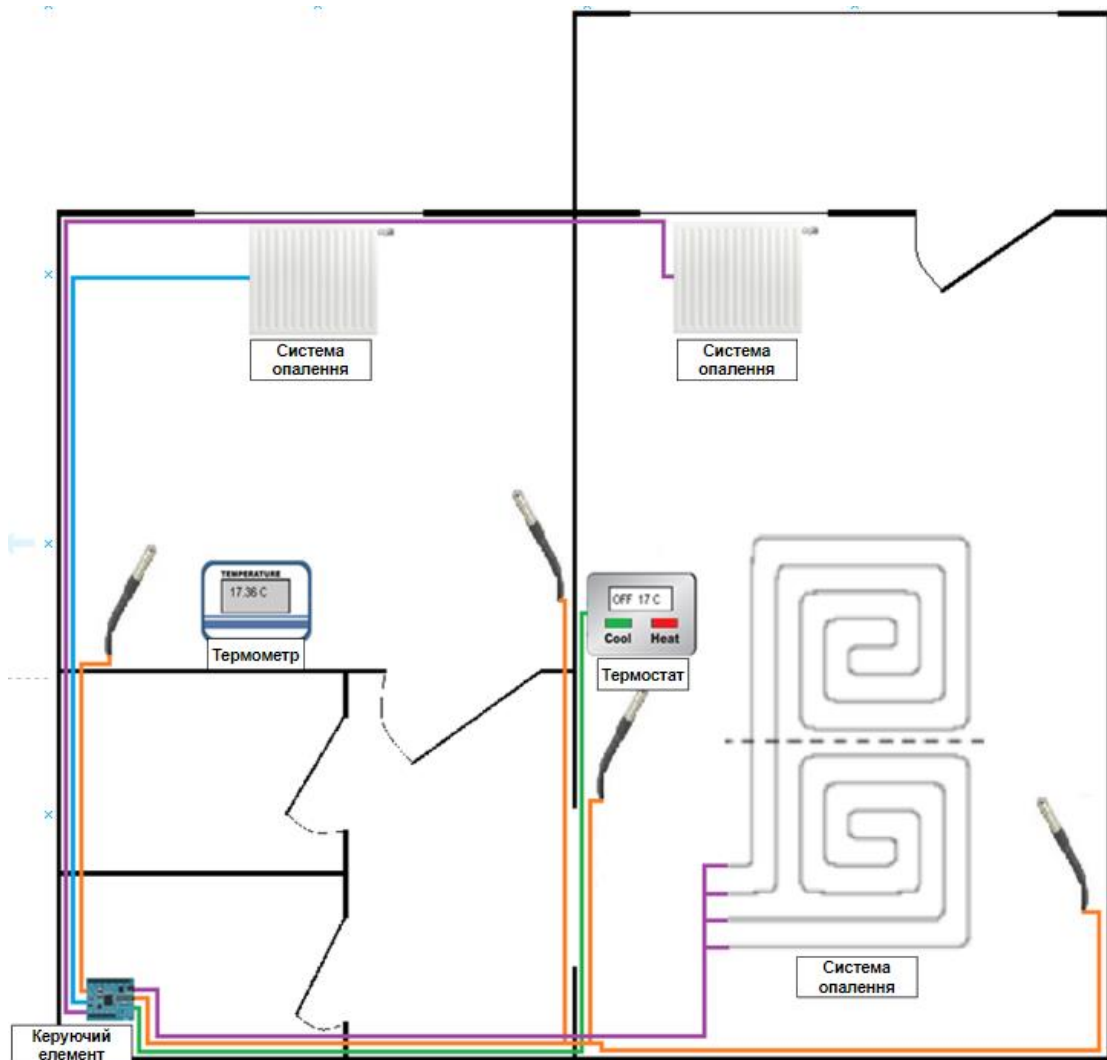 Система
опалення
Система
опалення
TEMPERATURE
17.36 C
Термометр
OFF 17 C
Cool Heat
Термостат
Система
опалення
Керуючий
елемент